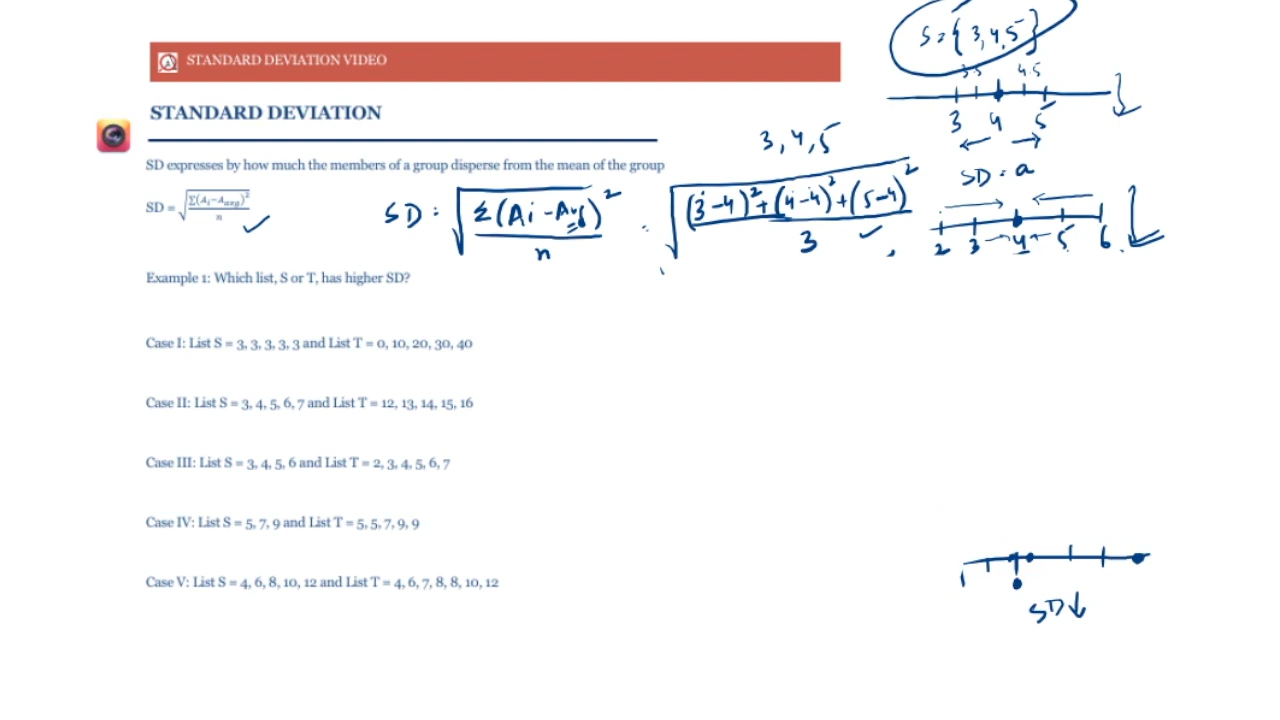 S = { 3, 4, 5 }
STANDARD DEVIATION VIDEO
3.5 4.5
STANDARD DEVIATION
3 4 5
3, 4, 5
SD expresses by how much the members of a group disperse from the mean of the group
SD = a
SD = √(Σ(Aᵢ−Aₐᵥg)²/n)
SD = √(Σ(Ai − Avg)²/n) = √((3−4)² + (4−4)² + (5−4)²/3)
2 3 4 5 6
Example 1: Which list, S or T, has higher SD?
Case I: List S = 3, 3, 3, 3, 3 and List T = 0, 10, 20, 30, 40
Case II: List S = 3, 4, 5, 6, 7 and List T = 12, 13, 14, 15, 16
Case III: List S = 3, 4, 5, 6 and List T = 2, 3, 4, 5, 6, 7
Case IV: List S = 5, 7, 9 and List T = 5, 5, 7, 9, 9
Case V: List S = 4, 6, 8, 10, 12 and List T = 4, 6, 7, 8, 8, 10, 12
SD↓